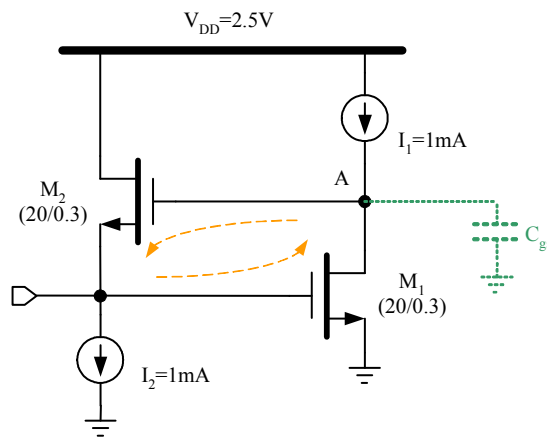 V_DD=2.5V
I_1=1mA
A
M_2
(20/0.3)
C_g
M_1
(20/0.3)
I_2=1mA